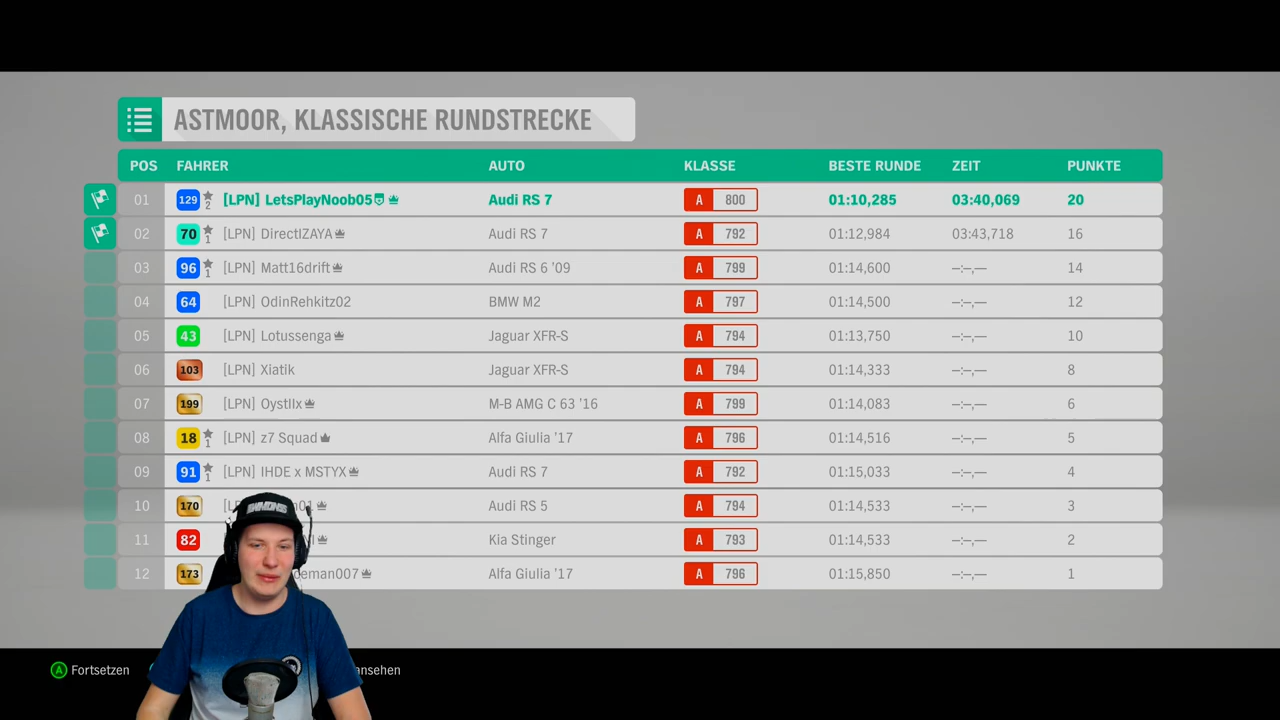 ASTMOOR, KLASSISCHE RUNDSTRECKE
POS FAHRER AUTO KLASSE BESTE RUNDE ZEIT PUNKTE
01 129 2 [LPN] LetsPlayNoob05 Audi RS 7 A 800 01:10,285 03:40,069 20
02 70 1 [LPN] DirectIZAYA Audi RS 7 A 792 01:12,984 03:43,718 16
03 96 1 [LPN] Matt16drift Audi RS 6 '09 A 799 01:14,600 --:--,--- 14
04 64 [LPN] OdinRehkitz02 BMW M2 A 797 01:14,500 --:--,--- 12
05 43 [LPN] Lotussenga Jaguar XFR-S A 794 01:13,750 --:--,--- 10
06 103 [LPN] Xiatik Jaguar XFR-S A 794 01:14,333 --:--,--- 8
07 199 [LPN] OystIIx M-B AMG C 63 '16 A 799 01:14,083 --:--,--- 6
08 18 1 [LPN] z7 Squad Alfa Giulia '17 A 796 01:14,516 --:--,--- 5
09 91 1 [LPN] IHDE x MSTYX Audi RS 7 A 792 01:15,033 --:--,--- 4
10 170 Audi RS 5 A 794 01:14,533 --:--,--- 3
11 82 Kia Stinger A 793 01:14,533 --:--,--- 2
12 173 eman007 Alfa Giulia '17 A 796 01:15,850 --:--,--- 1
A Fortsetzen ansehen